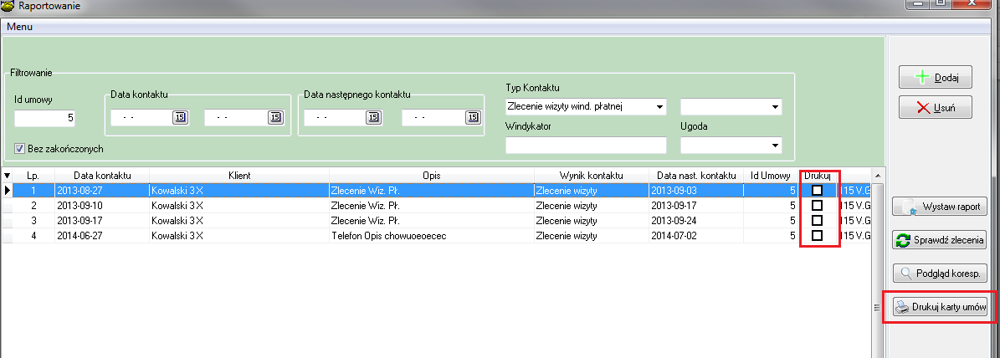 Raportowanie
Menu
Filtrowanie
Id umowy
5
Data kontaktu
- - 15 - - 15
Data następnego kontaktu
- - 15 - - 15
Typ Kontaktu
Zlecenie wizyty wind. płatnej
Windykator
Ugoda
Bez zakończonych
Dodaj
Usuń
Lp. Data kontaktu Klient Opis Wynik kontaktu Data nast. kontaktu Id Umowy Drukuj
1 2013-08-27 Kowalski 3 X Zlecenie Wiz. Pł. Zlecenie wizyty 2013-09-03 5 115 V.G
2 2013-09-10 Kowalski 3 X Zlecenie Wiz. Pł. Zlecenie wizyty 2013-09-17 5 115 V.G
3 2013-09-17 Kowalski 3 X Zlecenie Wiz. Pł. Zlecenie wizyty 2013-09-24 5 115 V.G
4 2014-06-27 Kowalski 3 X Telefon Opis chowuoeoecec Zlecenie wizyty 2014-07-02 5 115 V.G
Wystaw raport
Sprawdź zlecenia
Podgląd koresp.
Drukuj karty umów